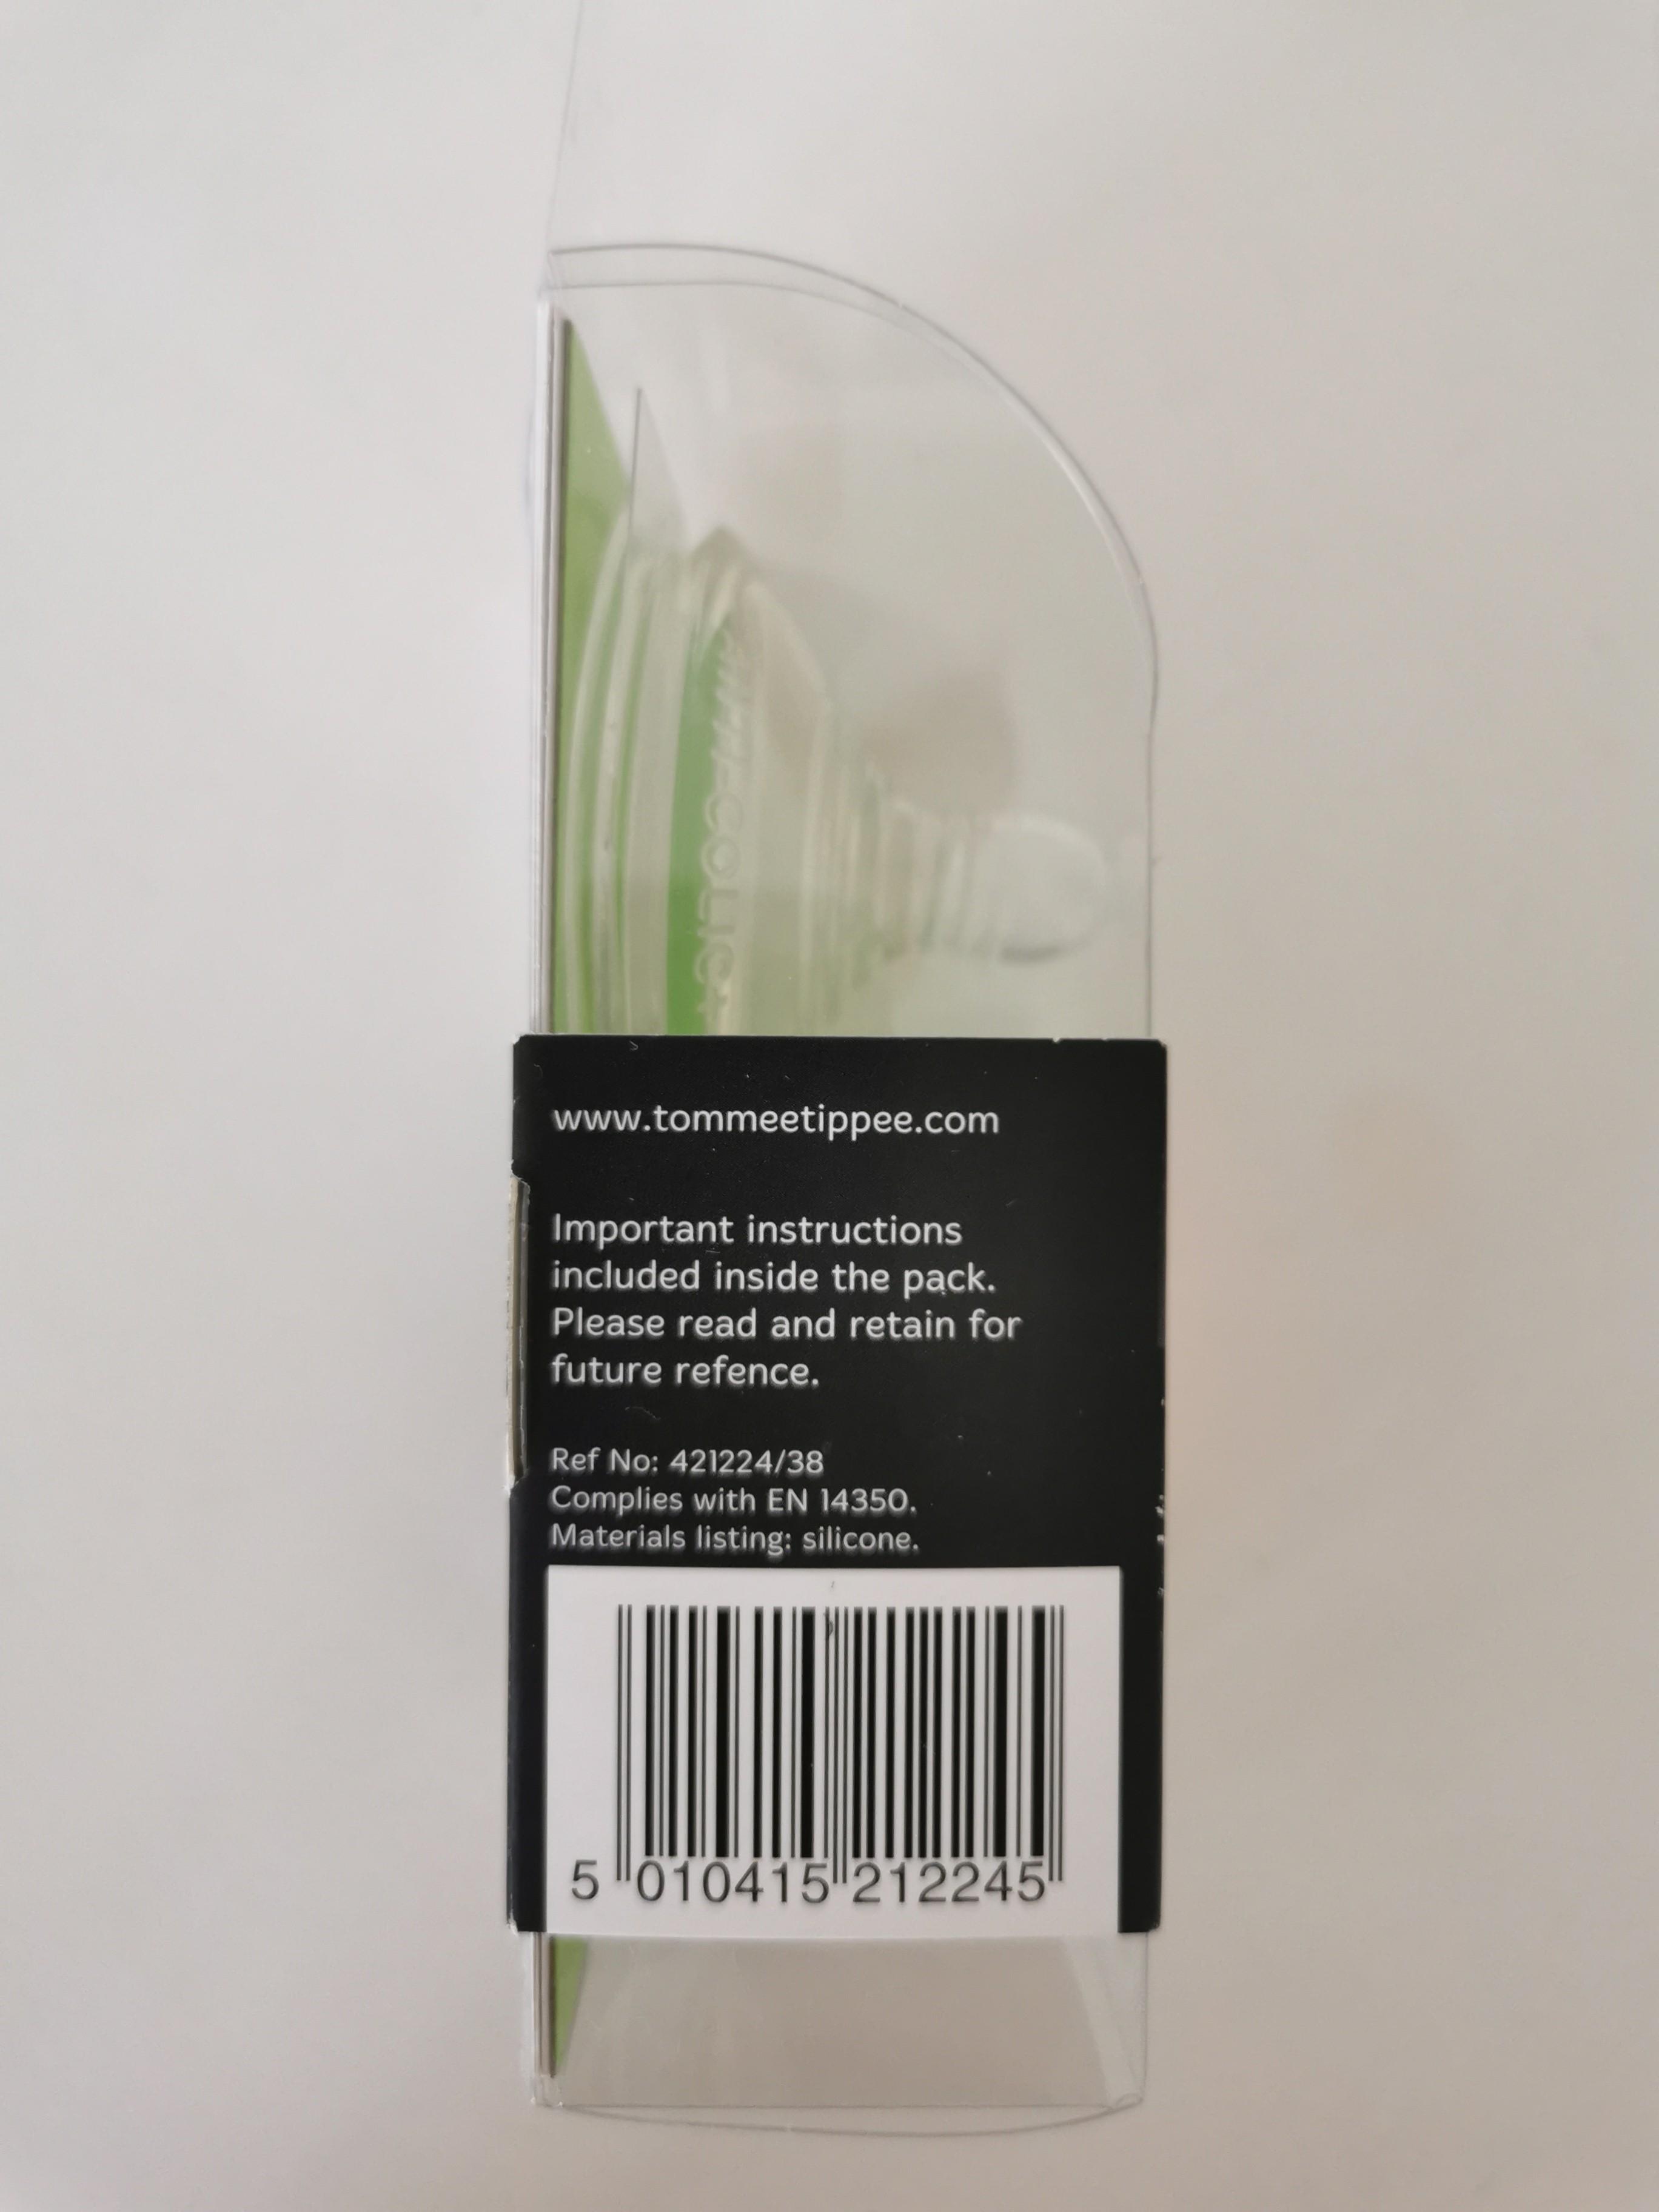 www.tommeetippee.com
Important instructions
included inside the pack.
Please read and retain for
future refence.
Ref No: 421224/38
Complies with EN 14350.
Materials listing: silicone.
5 010415 212245